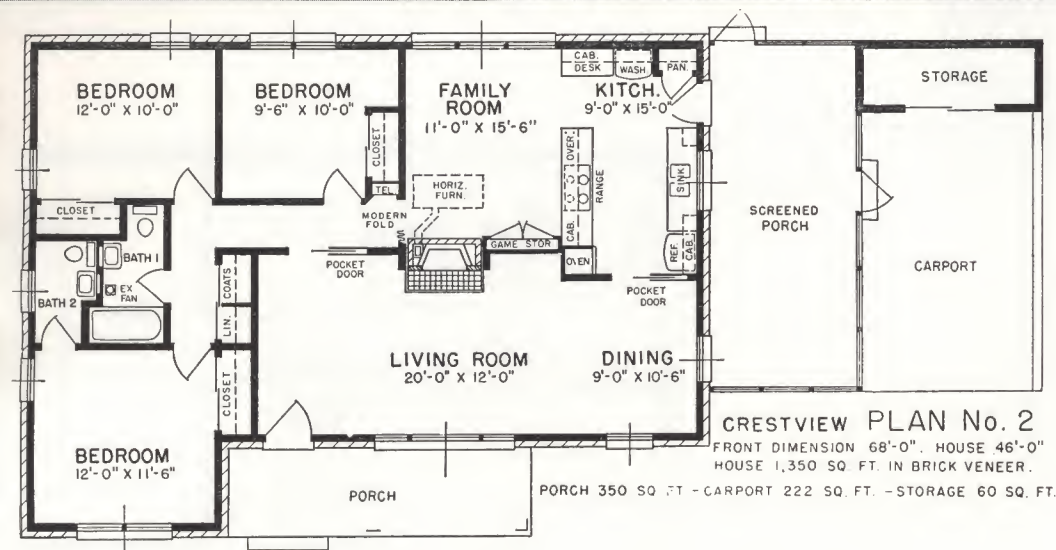 BEDROOM
12'-0" X 10'-0"
BEDROOM
9'-6" X 10'-0"
FAMILY
ROOM
11'-0" X 15'-6"
CAB.
DESK
WASH
PAN.
KITCH.
9'-0" X 15'-0"
STORAGE
CLOSET
TEL.
HORIZ.
FURN.
MODERN
FOLD
OVER.
RANGE
CAB.
SINK
REF.
CAB.
GAME STOR
OVEN
CLOSET
BATH 1
BATH 2
EX
FAN
COATS
LIN.
POCKET
DOOR
POCKET
DOOR
SCREENED
PORCH
CARPORT
LIVING ROOM
20'-0" X 12'-0"
DINING
9'-0" X 10'-6"
CLOSET
BEDROOM
12'-0" X 11'-6"
PORCH
CRESTVIEW PLAN No. 2
FRONT DIMENSION 68'-0". HOUSE 46'-0"
HOUSE 1,350 SQ. FT. IN BRICK VENEER.
PORCH 350 SQ. FT - CARPORT 222 SQ. FT. - STORAGE 60 SQ. FT.